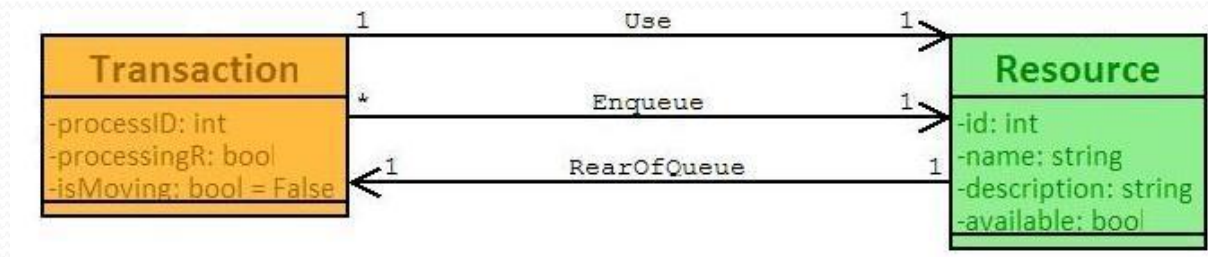 1 Use 1
Transaction
Resource
* Enqueue 1
-processID: int
-id: int
-processingR: bool
-name: string
1 RearOfQueue 1
-isMoving: bool = False
-description: string
-available: bool